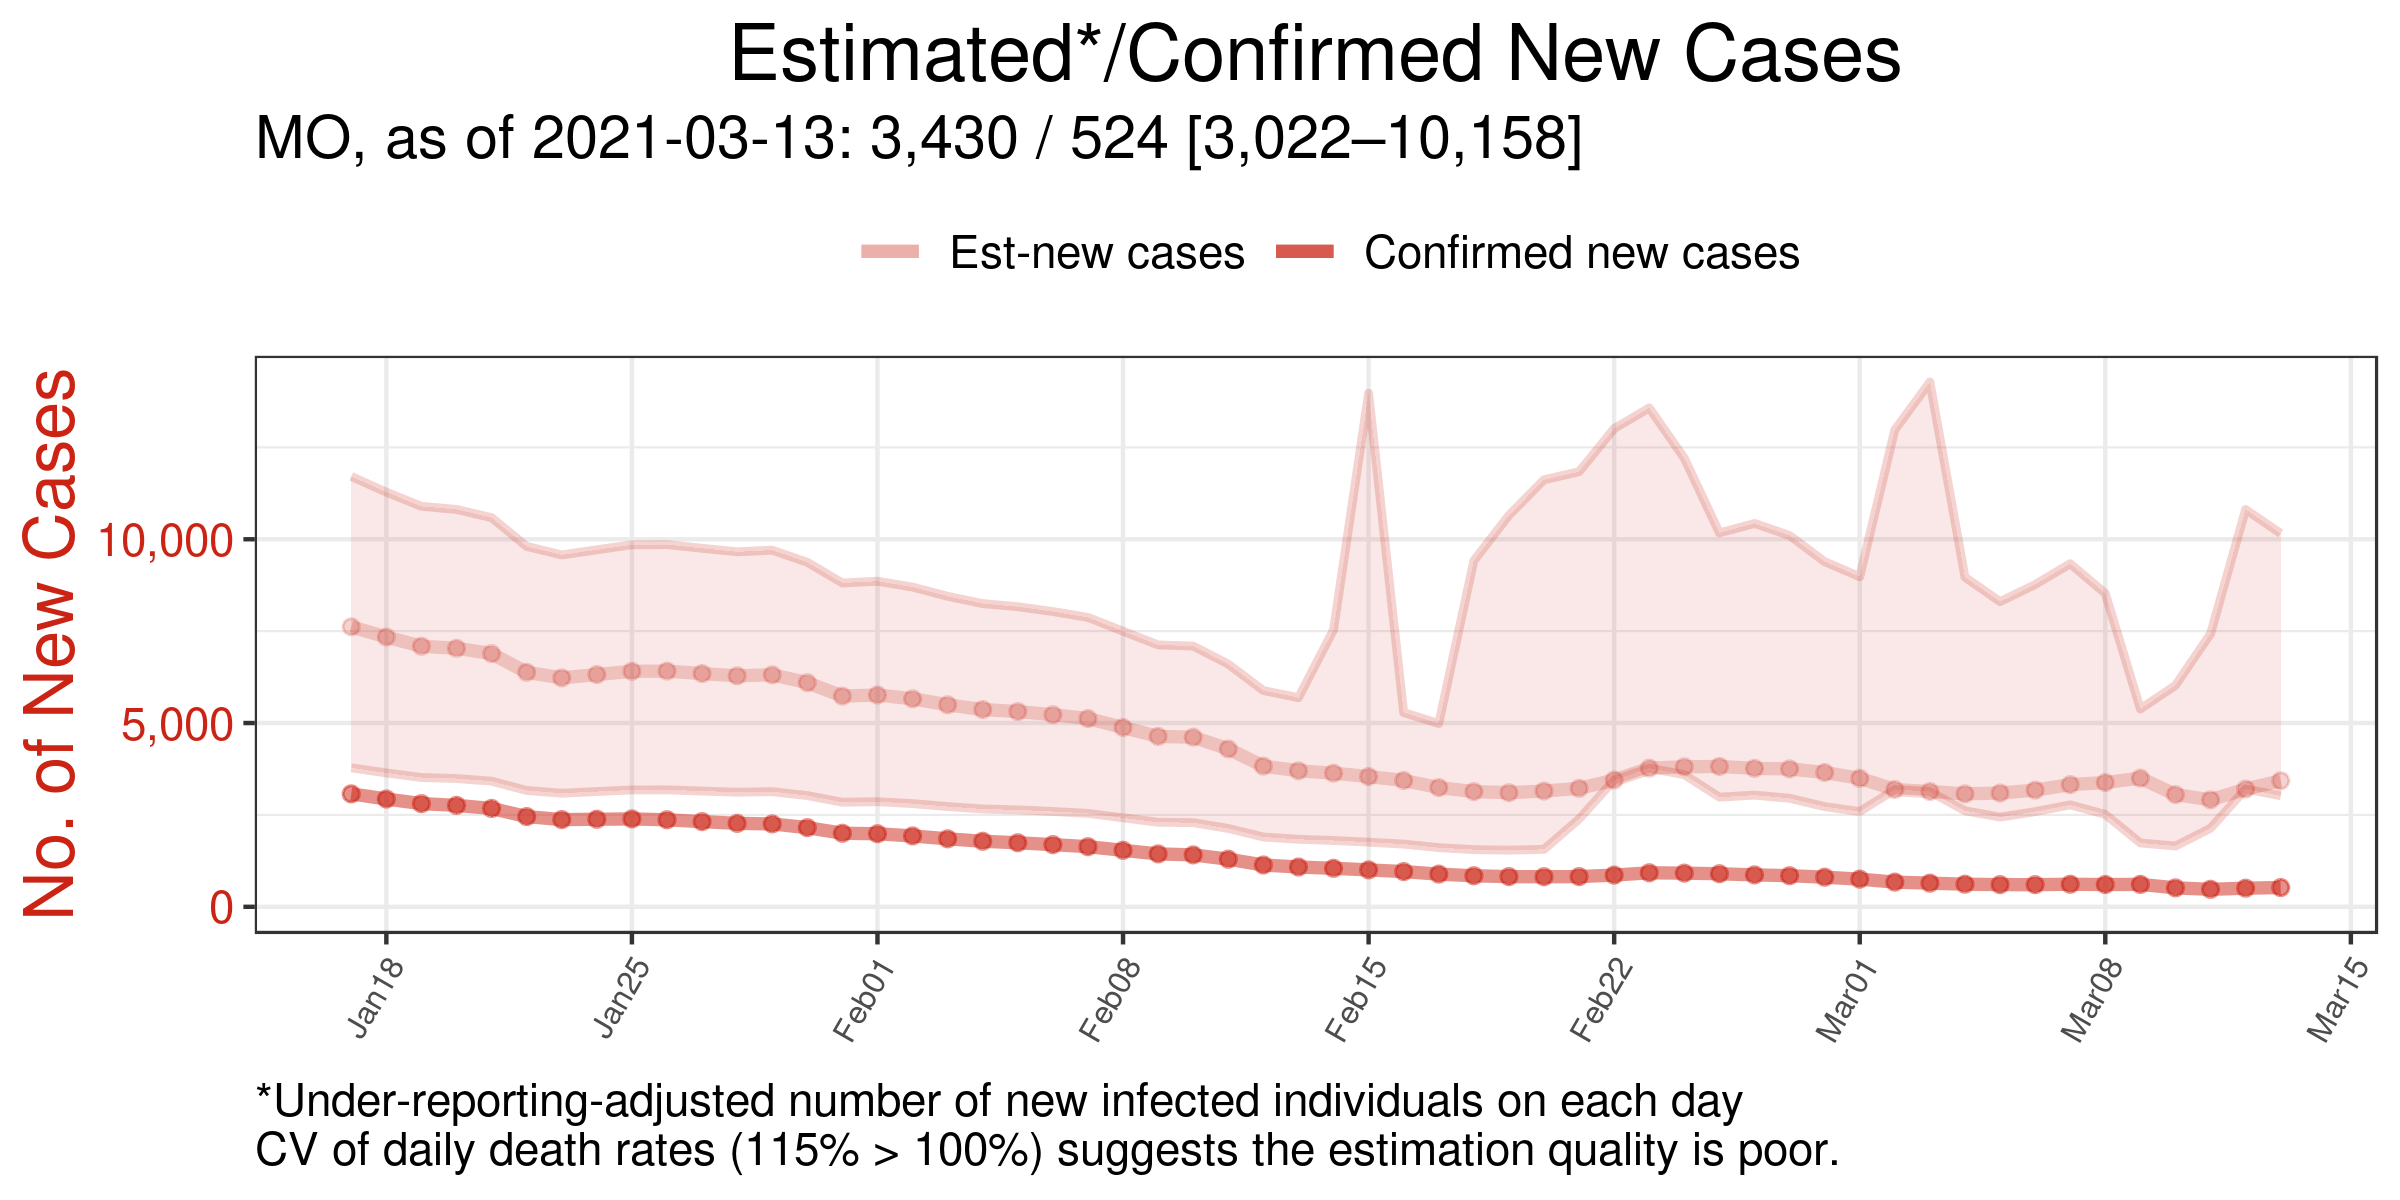 Estimated*/Confirmed New Cases
MO, as of 2021-03-13: 3,430 / 524 [3,022–10,158]
Est-new cases
Confirmed new cases
No. of New Cases
10,000
5,000
0
Jan18
Jan25
Feb01
Feb08
Feb15
Feb22
Mar01
Mar08
Mar15
*Under-reporting-adjusted number of new infected individuals on each day
CV of daily death rates (115% > 100%) suggests the estimation quality is poor.